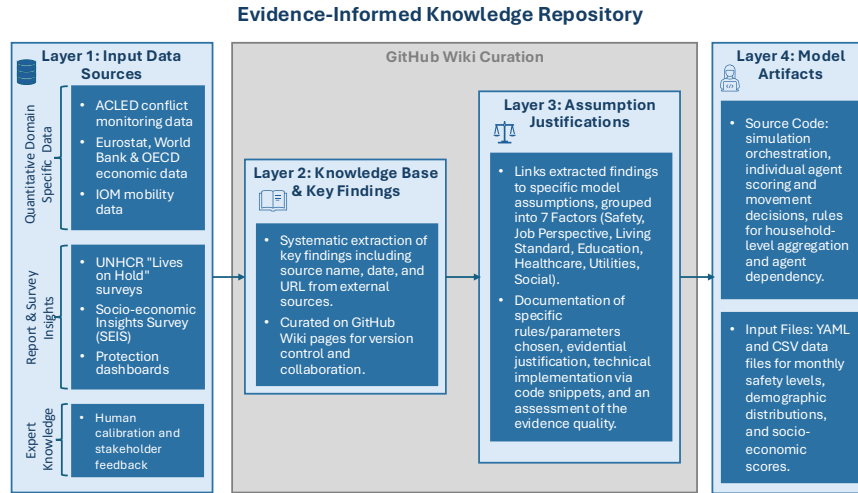 Evidence-Informed Knowledge Repository
Layer 1: Input Data
Sources
Quantitative Domain
Specific Data
• ACLED conflict
monitoring data
• Eurostat, World
Bank & OECD
economic data
• IOM mobility
data
Report & Survey
Insights
• UNHCR "Lives
on Hold"
surveys
• Socio-economic
Insights Survey
(SEIS)
• Protection
dashboards
Expert
Knowledge
• Human
calibration and
stakeholder
feedback
GitHub Wiki Curation
Layer 2: Knowledge Base
& Key Findings
• Systematic extraction of
key findings including
source name, date, and
URL from external
sources.
• Curated on GitHub
Wiki pages for version
control and
collaboration.
Layer 3: Assumption
Justifications
• Links extracted findings
to specific model
assumptions, grouped
into 7 Factors (Safety,
Job Perspective, Living
Standard, Education,
Healthcare, Utilities,
Social).
• Documentation of
specific
rules/parameters
chosen, evidential
justification, technical
implementation via
code snippets, and an
assessment of the
evidence quality.
Layer 4: Model
Artifacts
• Source Code:
simulation
orchestration,
individual agent
scoring and
movement
decisions, rules
for household-
level aggregation
and agent
dependency.
• Input Files: YAML
and CSV data
files for monthly
safety levels,
demographic
distributions,
and socio-
economic
scores.